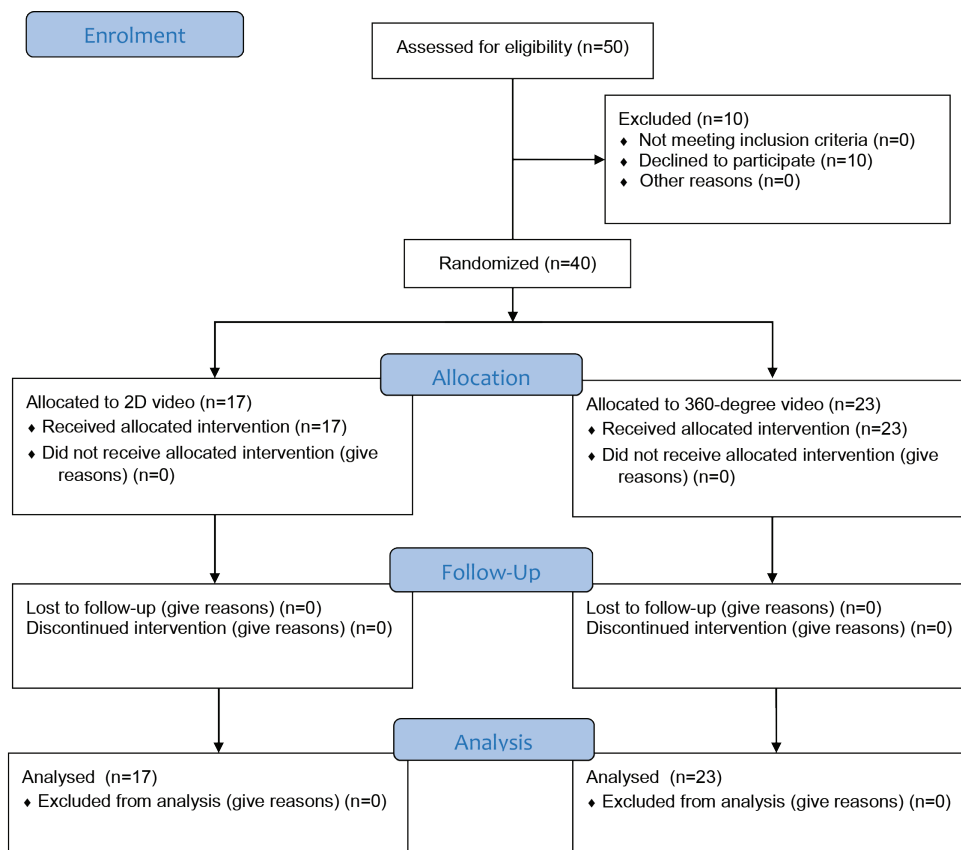 Enrolment
Assessed for eligibility (n=50)
Excluded (n=10)
♦ Not meeting inclusion criteria (n=0)
♦ Declined to participate (n=10)
♦ Other reasons (n=0)
Randomized (n=40)
Allocation
Allocated to 2D video (n=17)
♦ Received allocated intervention (n=17)
♦ Did not receive allocated intervention (give
reasons) (n=0)
Allocated to 360-degree video (n=23)
♦ Received allocated intervention (n=23)
♦ Did not receive allocated intervention (give
reasons) (n=0)
Follow-Up
Lost to follow-up (give reasons) (n=0)
Discontinued intervention (give reasons) (n=0)
Lost to follow-up (give reasons) (n=0)
Discontinued intervention (give reasons) (n=0)
Analysis
Analysed (n=17)
♦ Excluded from analysis (give reasons) (n=0)
Analysed (n=23)
♦ Excluded from analysis (give reasons) (n=0)